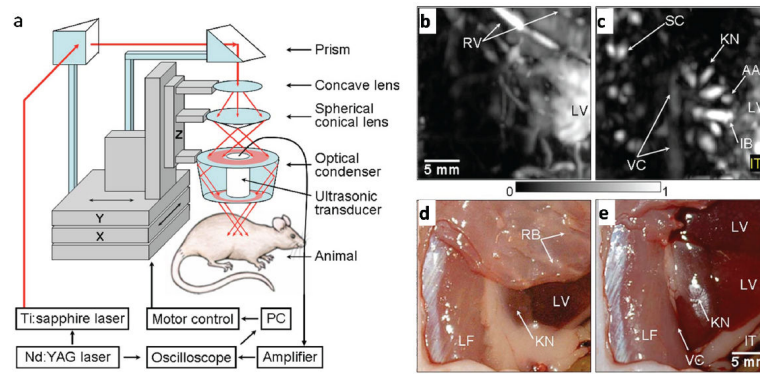 a
Prism
Concave lens
Spherical
conical lens
Optical
condenser
Ultrasonic
transducer
Animal
Z
Y
X
Ti:sapphire laser
Motor control
PC
Nd:YAG laser
Oscilloscope
Amplifier
b
RV
LV
5 mm
c
SC
KN
AA
LV
IB
VC
IT
0
1
d
RB
LV
LF
KN
e
LV
LV
KN
LF
VC
IT
5 mm